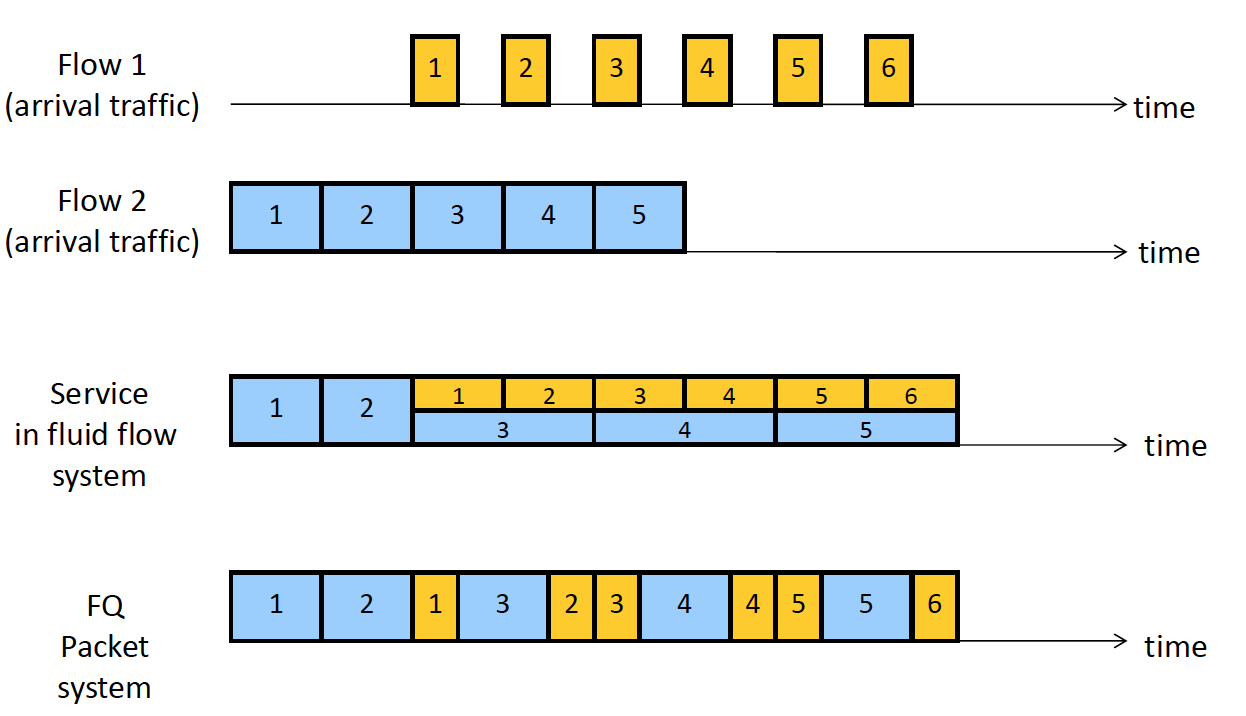 Flow 1
(arrival traffic)
1 2 3 4 5 6
time
Flow 2
(arrival traffic)
1 2 3 4 5
time
Service
in fluid flow
system
1 2 1 2 3 4 5 6
3 4 5
time
FQ
Packet
system
1 2 1 3 2 3 4 4 5 5 6
time